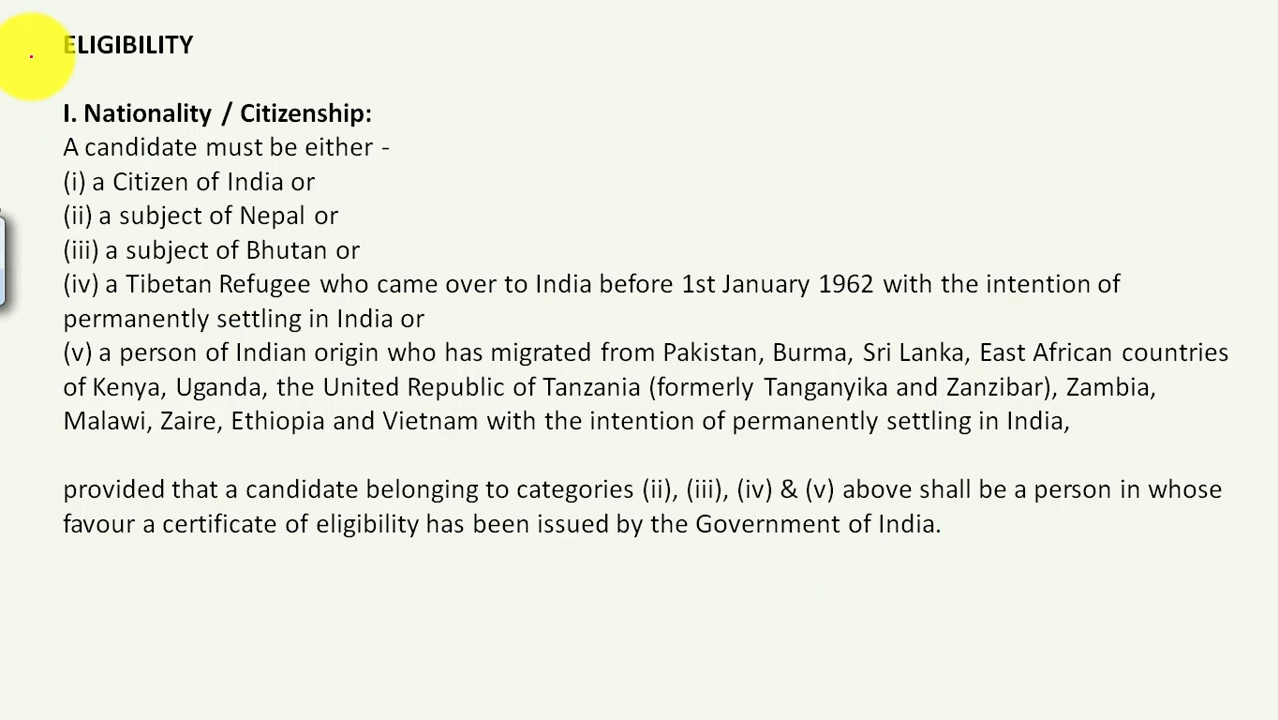 ELIGIBILITY
I. Nationality / Citizenship:
A candidate must be either -
(i) a Citizen of India or
(ii) a subject of Nepal or
(iii) a subject of Bhutan or
(iv) a Tibetan Refugee who came over to India before 1st January 1962 with the intention of
permanently settling in India or
(v) a person of Indian origin who has migrated from Pakistan, Burma, Sri Lanka, East African countries
of Kenya, Uganda, the United Republic of Tanzania (formerly Tanganyika and Zanzibar), Zambia,
Malawi, Zaire, Ethiopia and Vietnam with the intention of permanently settling in India,
provided that a candidate belonging to categories (ii), (iii), (iv) & (v) above shall be a person in whose
favour a certificate of eligibility has been issued by the Government of India.